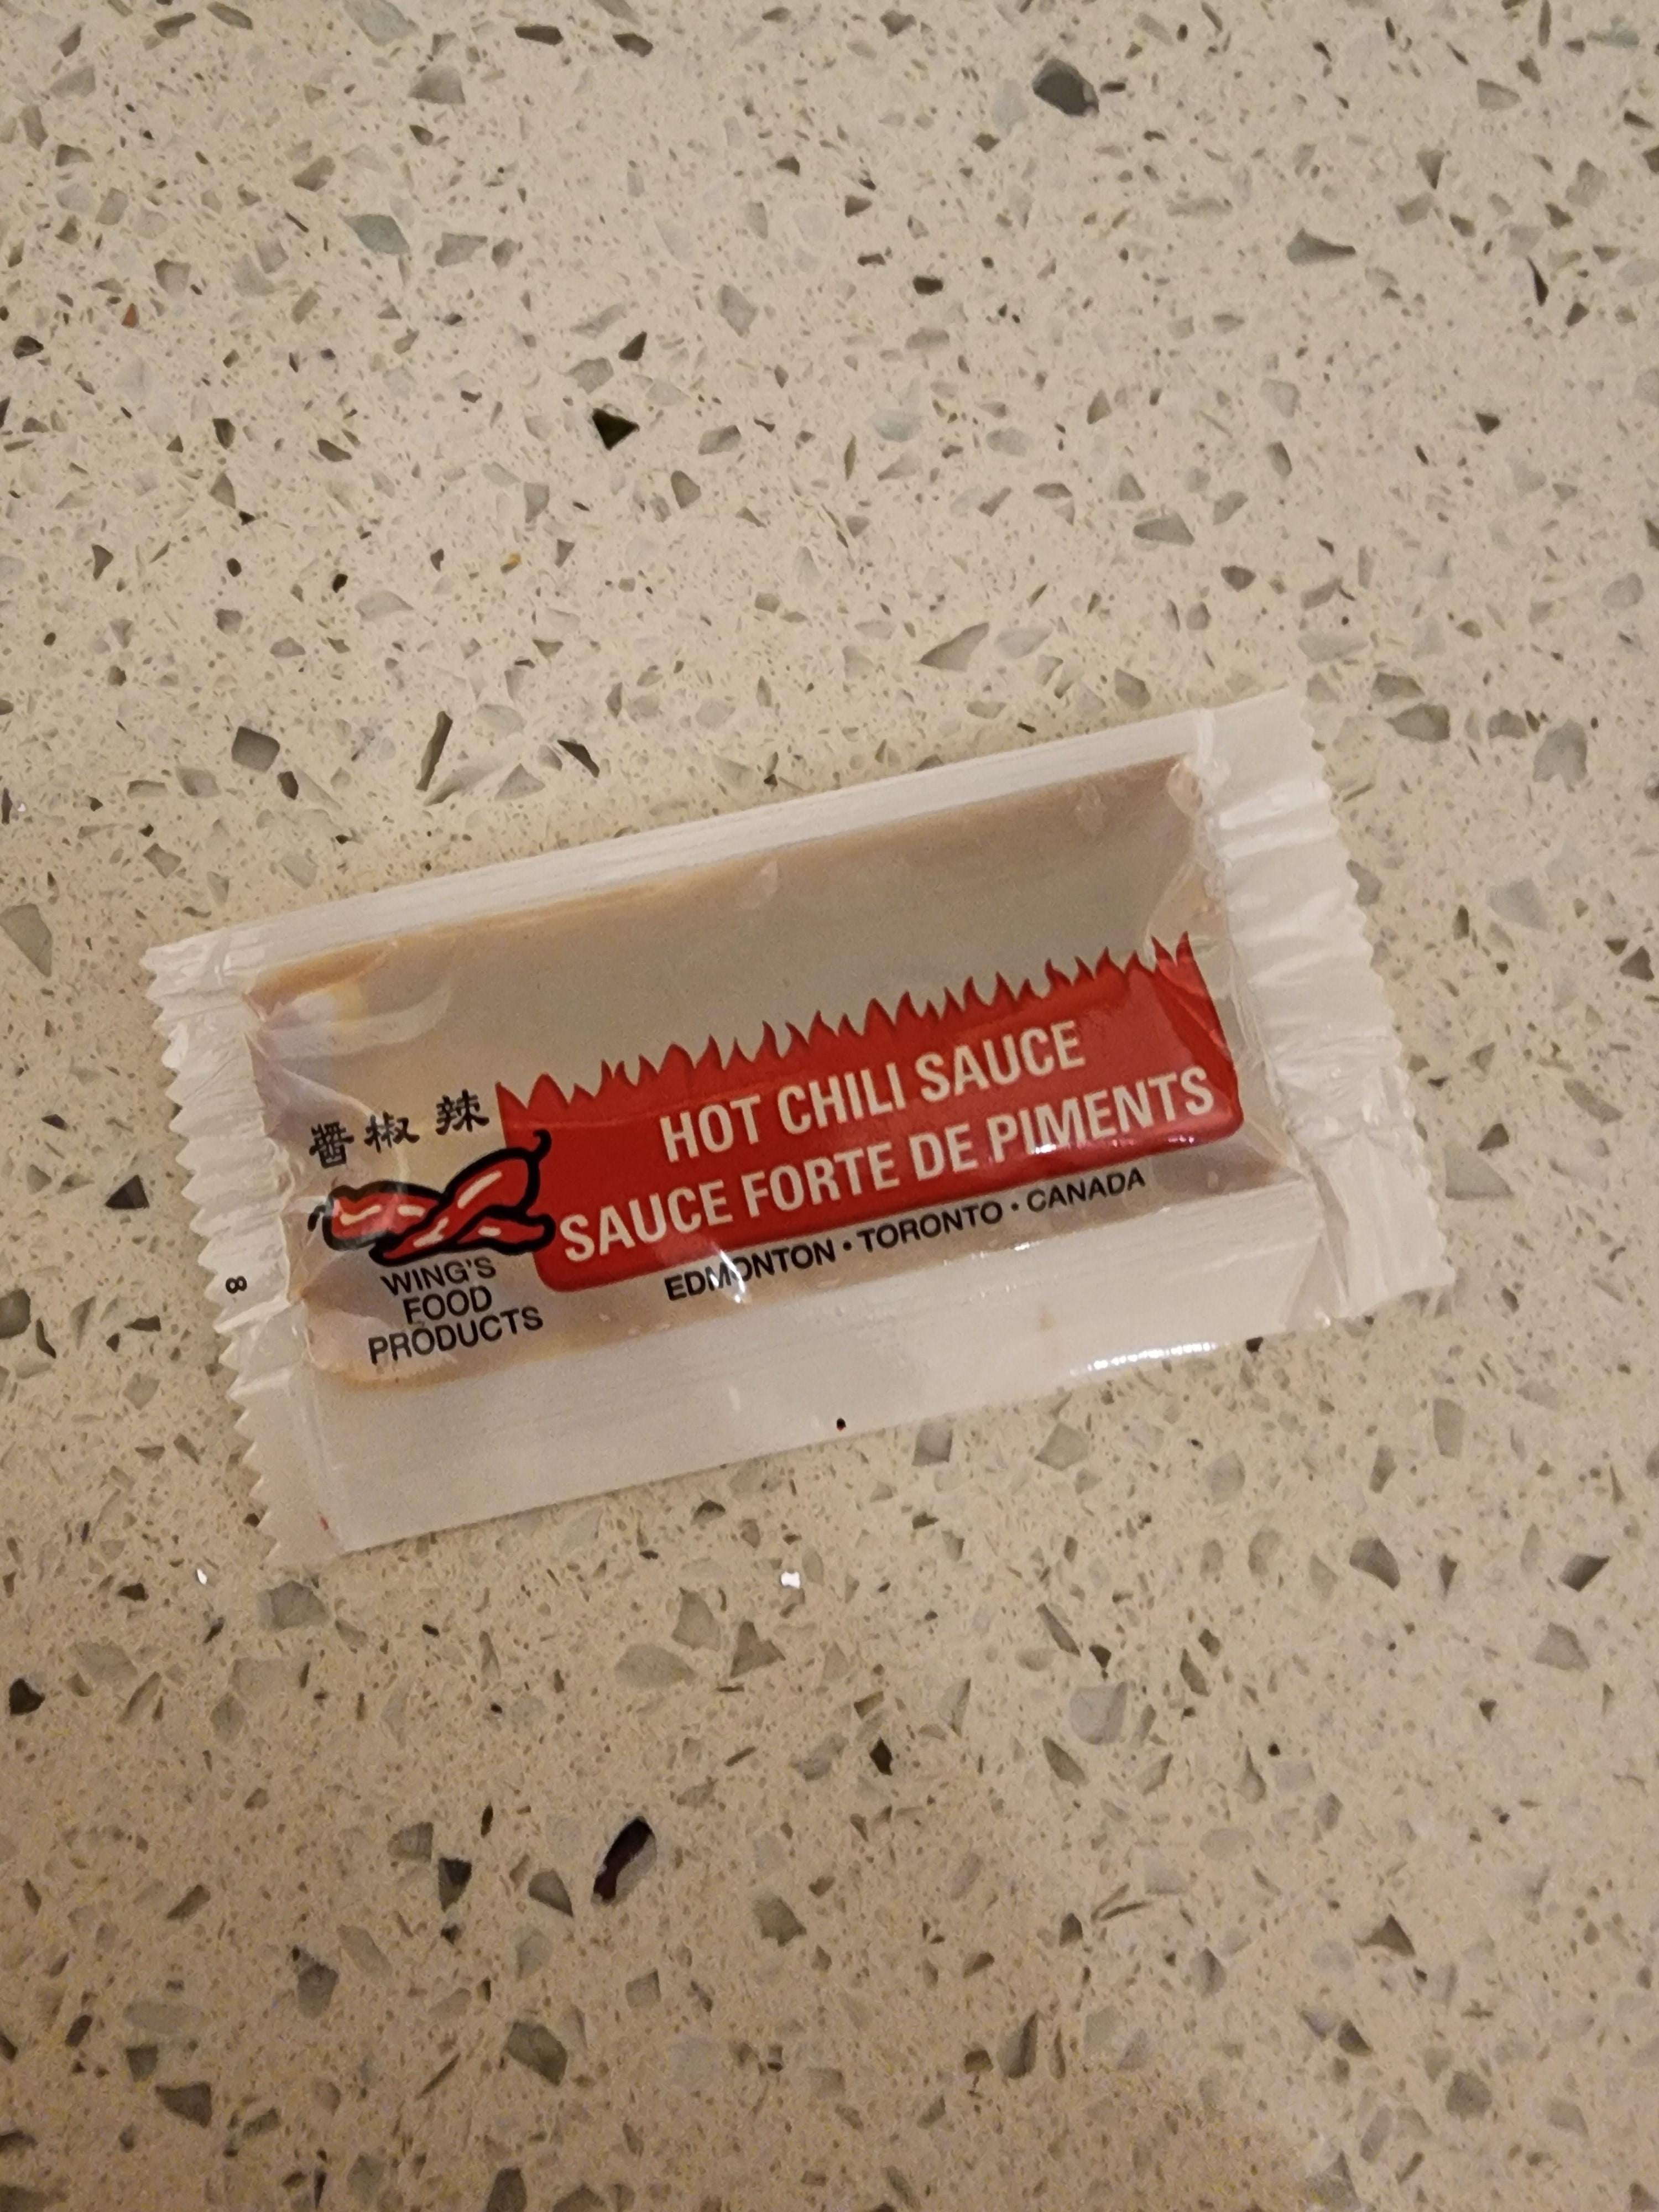 醬椒辣
HOT CHILI SAUCE
SAUCE FORTE DE PIMENTS
EDMONTON • TORONTO • CANADA
WING'S
FOOD
PRODUCTS
8